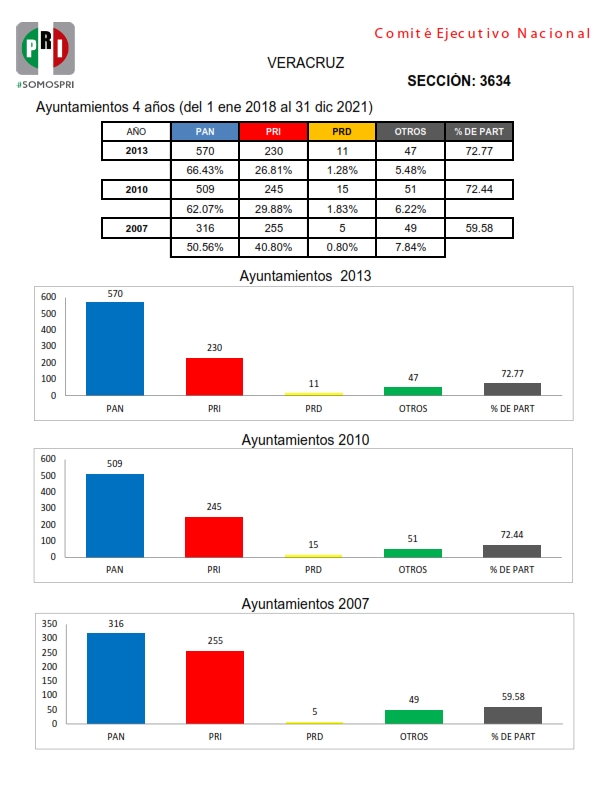 Comité Ejecutivo Nacional
PRI
#SOMOSPRI
VERACRUZ
SECCIÓN: 3634
Ayuntamientos 4 años (del 1 ene 2018 al 31 dic 2021)
AÑO PAN PRI PRD OTROS % DE PART
2013 570 230 11 47 72.77
66.43% 26.81% 1.28% 5.48%
2010 509 245 15 51 72.44
62.07% 29.88% 1.83% 6.22%
2007 316 255 5 49 59.58
50.56% 40.80% 0.80% 7.84%
Ayuntamientos 2013
600
500
400
300
200
100
0
570
230
11
47
72.77
PAN PRI PRD OTROS % DE PART
Ayuntamientos 2010
600
500
400
300
200
100
0
509
245
15
51
72.44
PAN PRI PRD OTROS % DE PART
Ayuntamientos 2007
350
300
250
200
150
100
50
0
316
255
5
49
59.58
PAN PRI PRD OTROS % DE PART